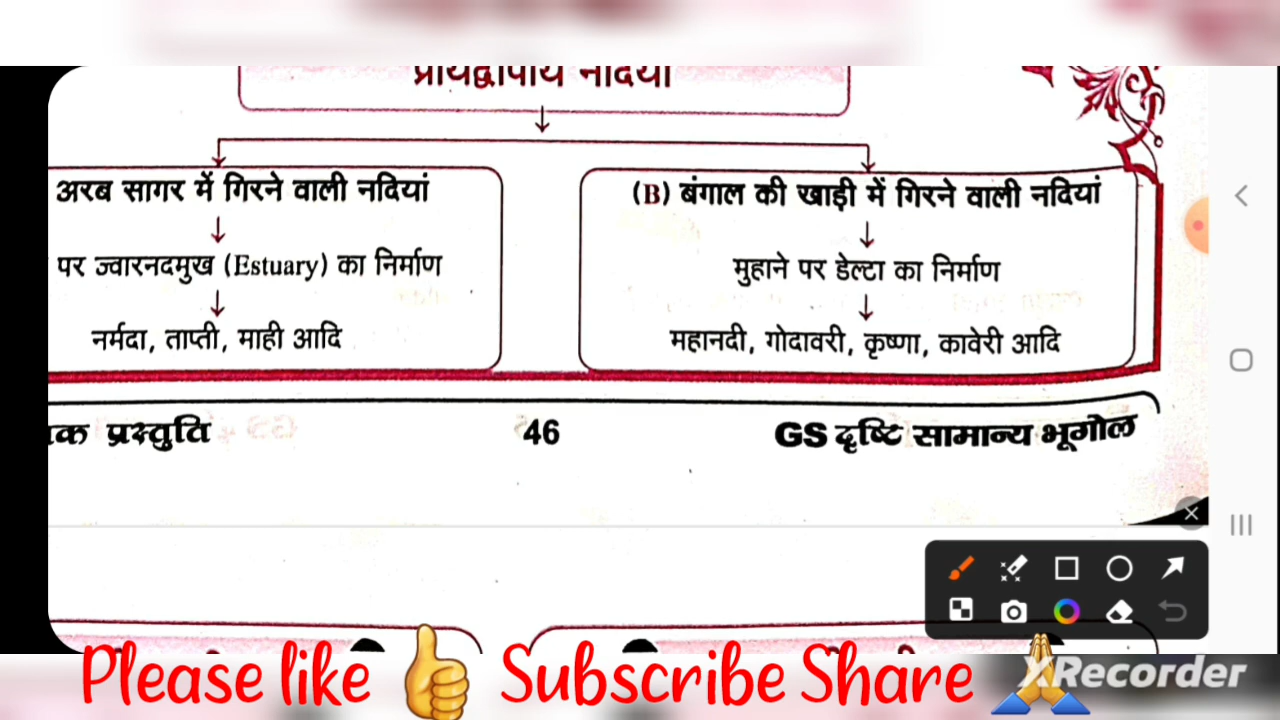 प्रायद्वीपीय नदियाँ
अरब सागर में गिरने वाली नदियां
पर ज्वारनदमुख (Estuary) का निर्माण
नर्मदा, ताप्ती, माही आदि
(B) बंगाल की खाड़ी में गिरने वाली नदियां
मुहाने पर डेल्टा का निर्माण
महानदी, गोदावरी, कृष्णा, कावेरी आदि
प्रस्तुति
46
GS दृष्टि सामान्य भूगोल
Please like Subscribe Share
XRecorder